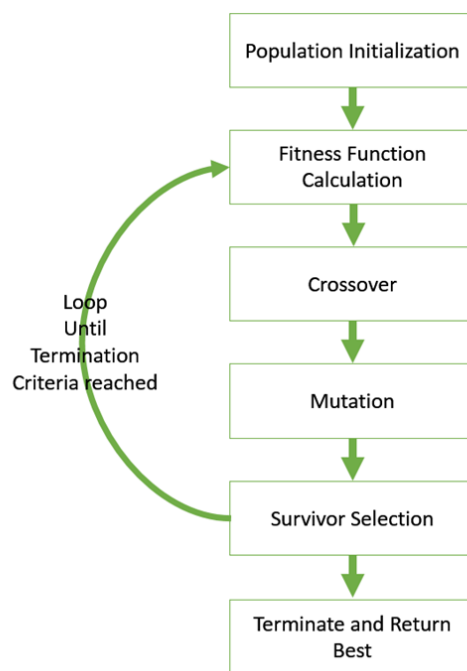 Population Initialization
Fitness Function
Calculation
Crossover
Loop
Until
Termination
Criteria reached
Mutation
Survivor Selection
Terminate and Return
Best